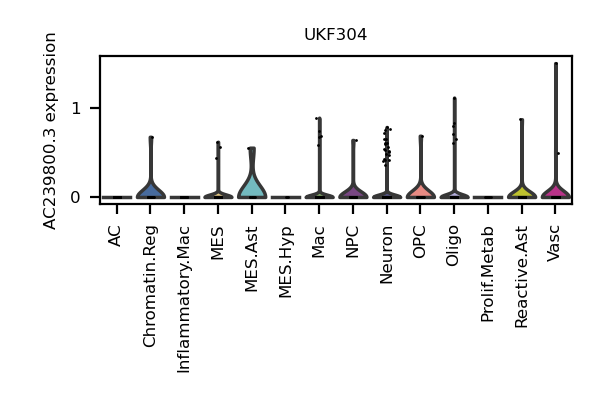 UKF304
AC239800.3 expression
1
0
AC
Chromatin.Reg
Inflammatory.Mac
MES
MES.Ast
MES.Hyp
Mac
NPC
Neuron
OPC
Oligo
Prolif.Metab
Reactive.Ast
Vasc